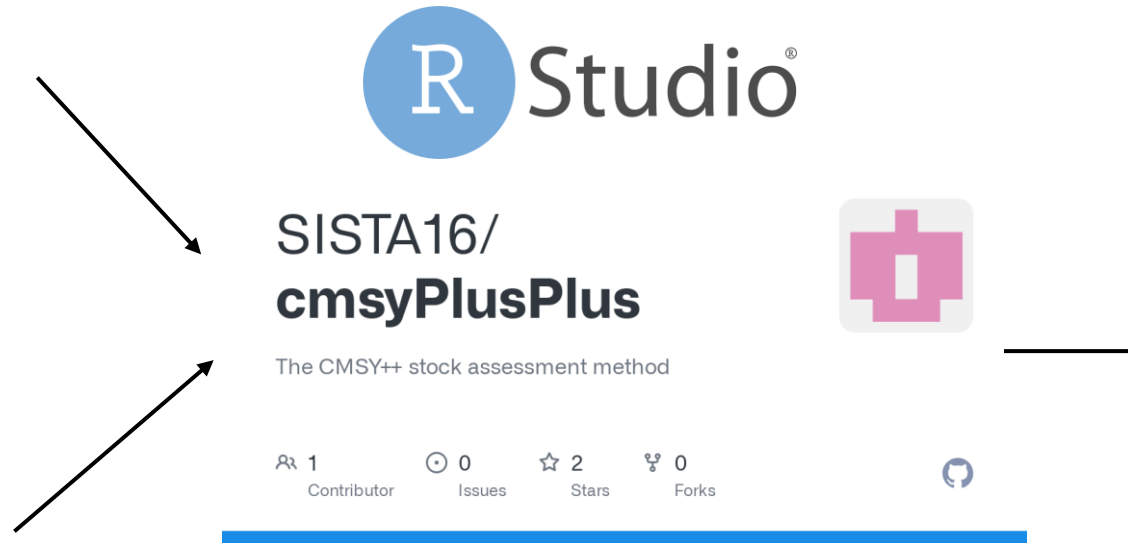 R Studio®
SISTA16/
cmsyPlusPlus
The CMSY++ stock assessment method
1 0 2 0
Contributor Issues Stars Forks